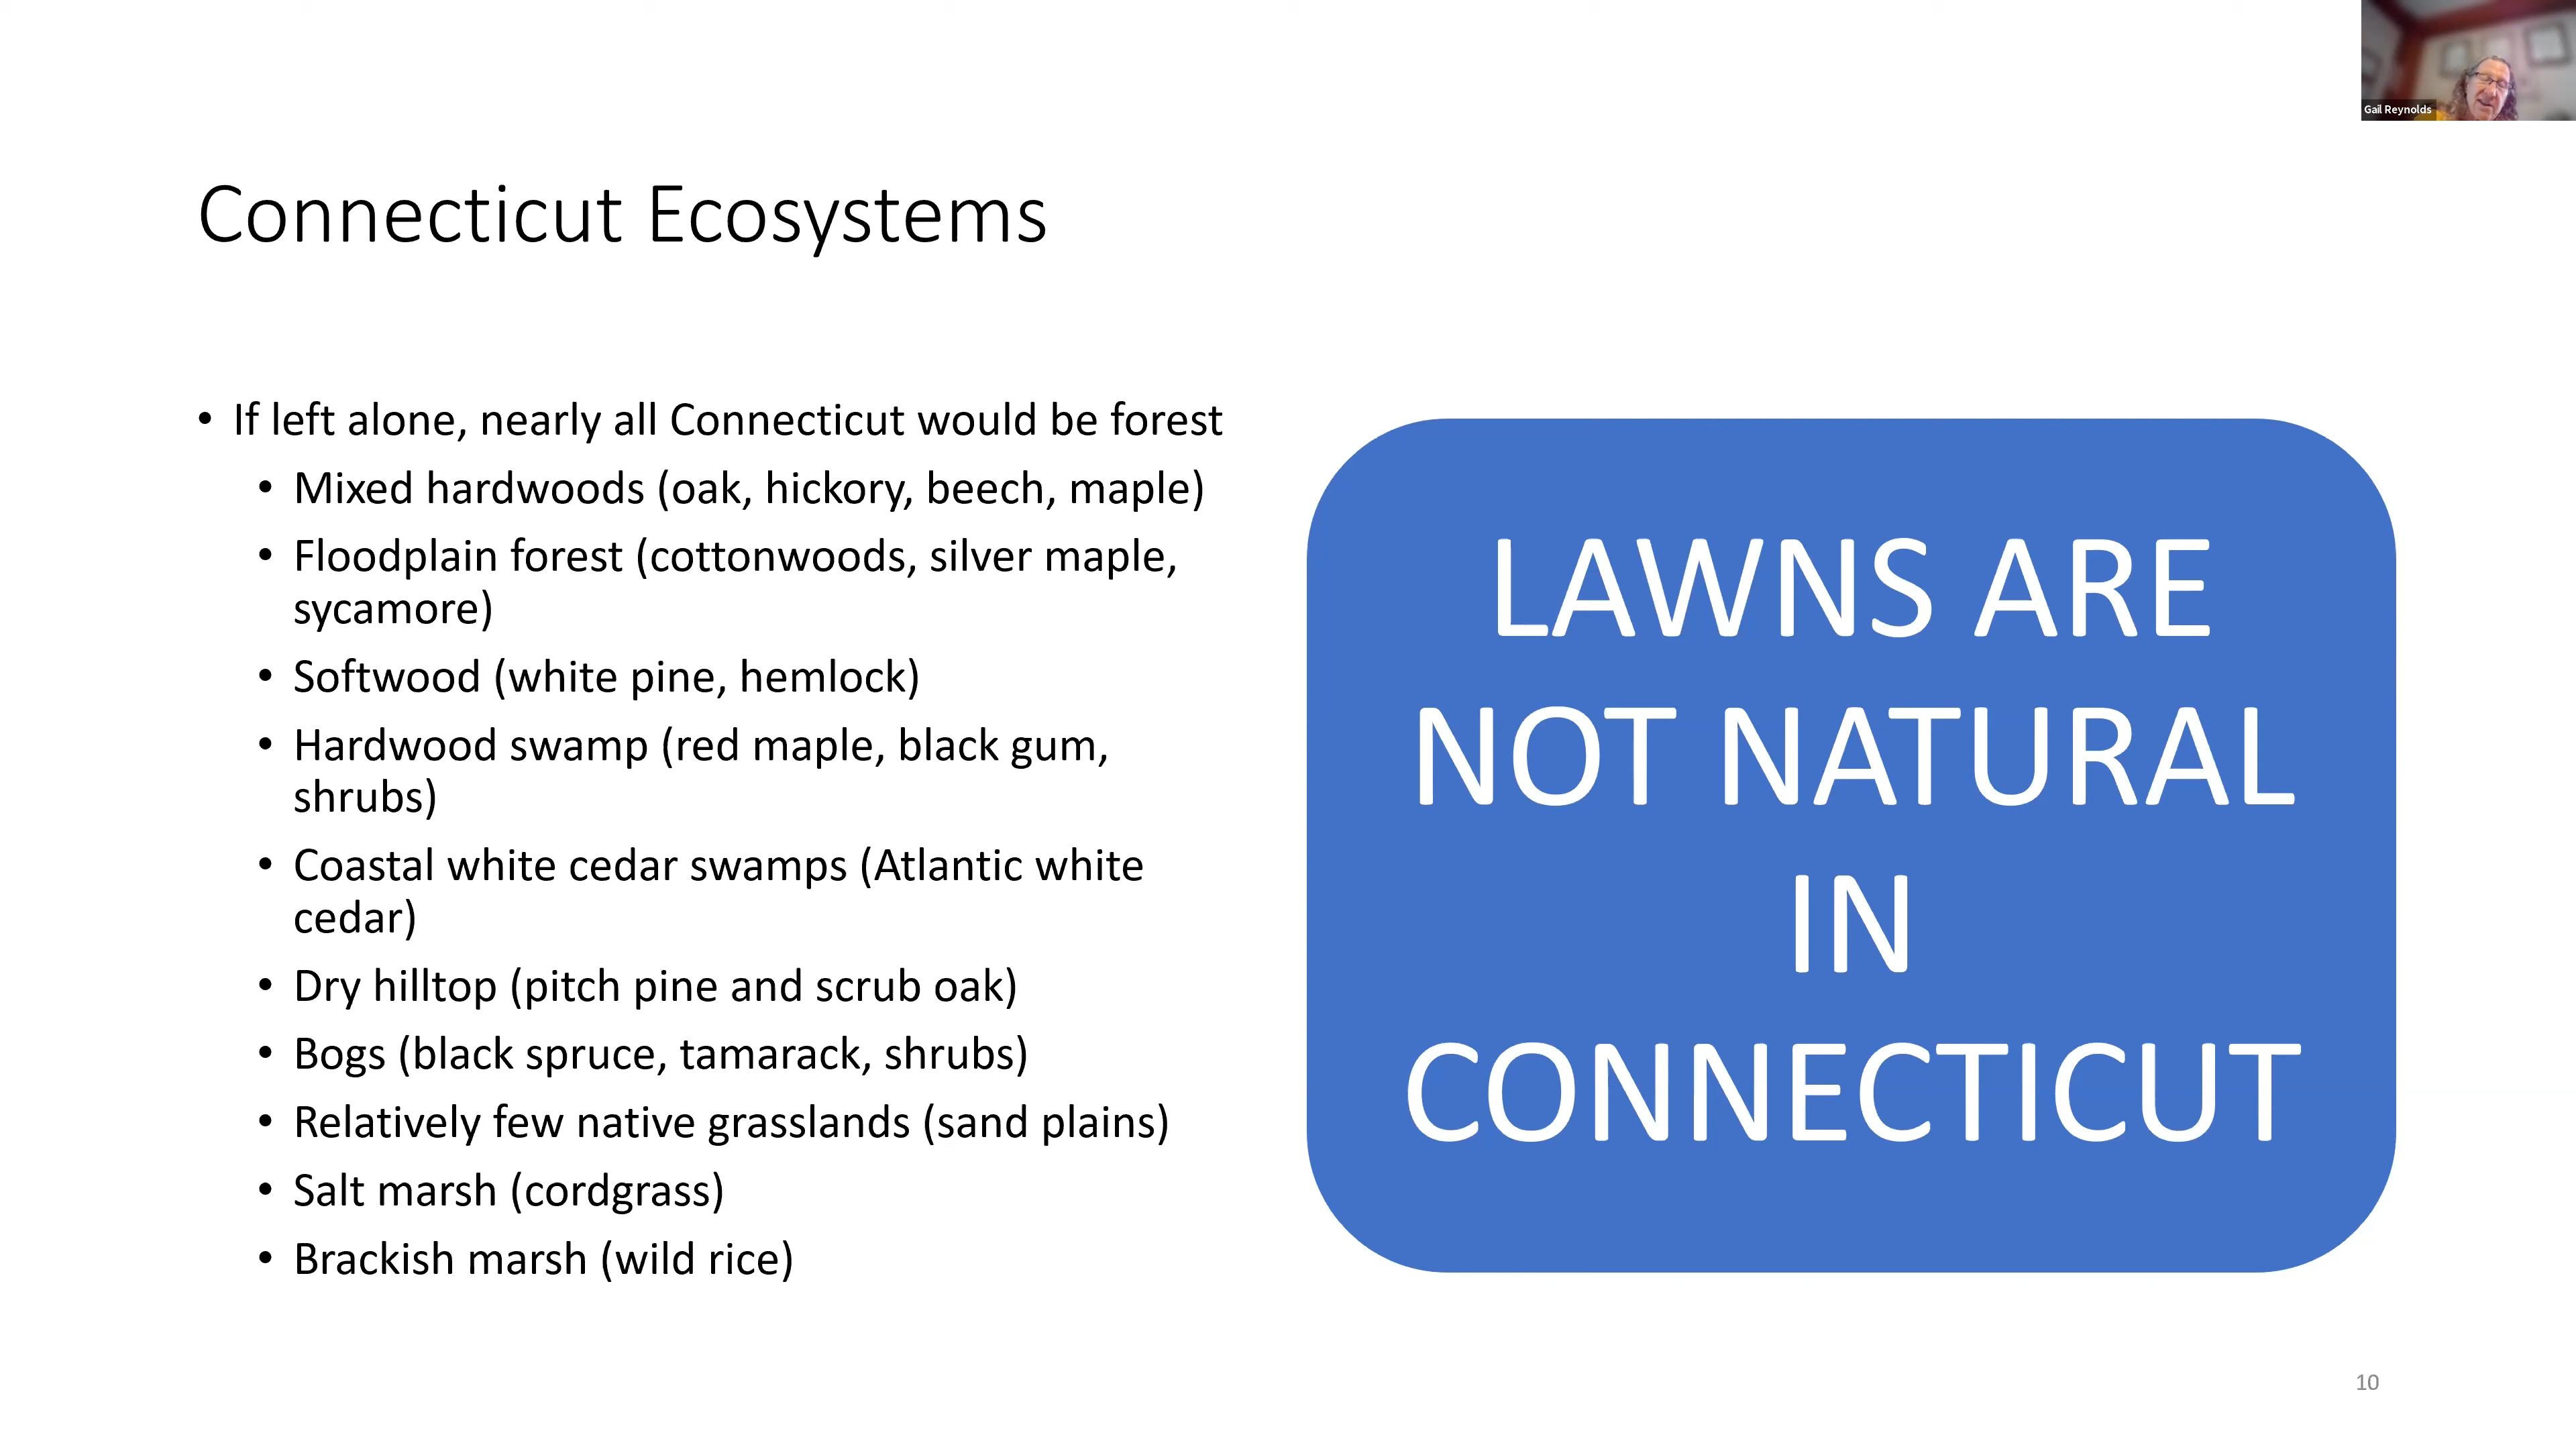 Gail Reynolds
Connecticut Ecosystems
• If left alone, nearly all Connecticut would be forest
• Mixed hardwoods (oak, hickory, beech, maple)
• Floodplain forest (cottonwoods, silver maple,
sycamore)
• Softwood (white pine, hemlock)
• Hardwood swamp (red maple, black gum,
shrubs)
• Coastal white cedar swamps (Atlantic white
cedar)
• Dry hilltop (pitch pine and scrub oak)
• Bogs (black spruce, tamarack, shrubs)
• Relatively few native grasslands (sand plains)
• Salt marsh (cordgrass)
• Brackish marsh (wild rice)
LAWNS ARE
NOT NATURAL
IN
CONNECTICUT
10